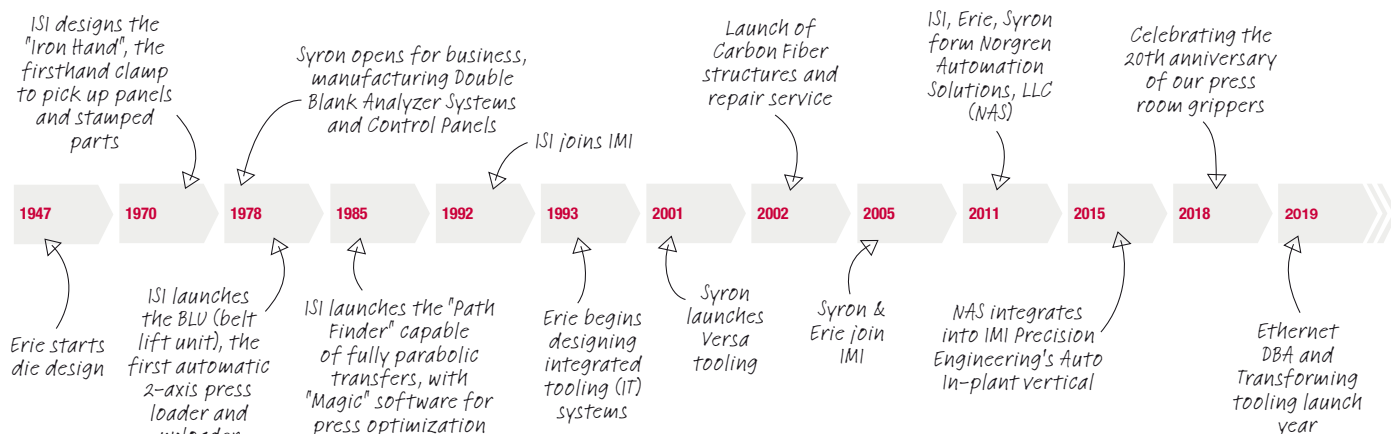 ISI designs the
"Iron Hand", the
firsthand clamp
to pick up panels
and stamped
parts
Syron opens for business,
manufacturing Double
Blank Analyzer Systems
and Control Panels
ISI joins IMI
Launch of
Carbon Fiber
structures and
repair service
ISI, Erie, Syron
form Norgren
Automation
Solutions, LLC
(NAS)
Celebrating the
20th anniversary
of our press
room grippers
1947
1970
1978
1985
1992
1993
2001
2002
2005
2011
2015
2018
2019
Erie starts
die design
ISI launches
the BLU (belt
lift unit), the
first automatic
2-axis press
loader and
ISI launches the "Path
Finder" capable
of fully parabolic
transfers, with
"Magic" software for
press optimization
Erie begins
designing
integrated
tooling (IT)
systems
Syron
launches
Versa
tooling
Syron &
Erie join
IMI
NAS integrates
into IMI Precision
Engineering's Auto
In-plant vertical
Ethernet
DBA and
Transforming
tooling launch
year